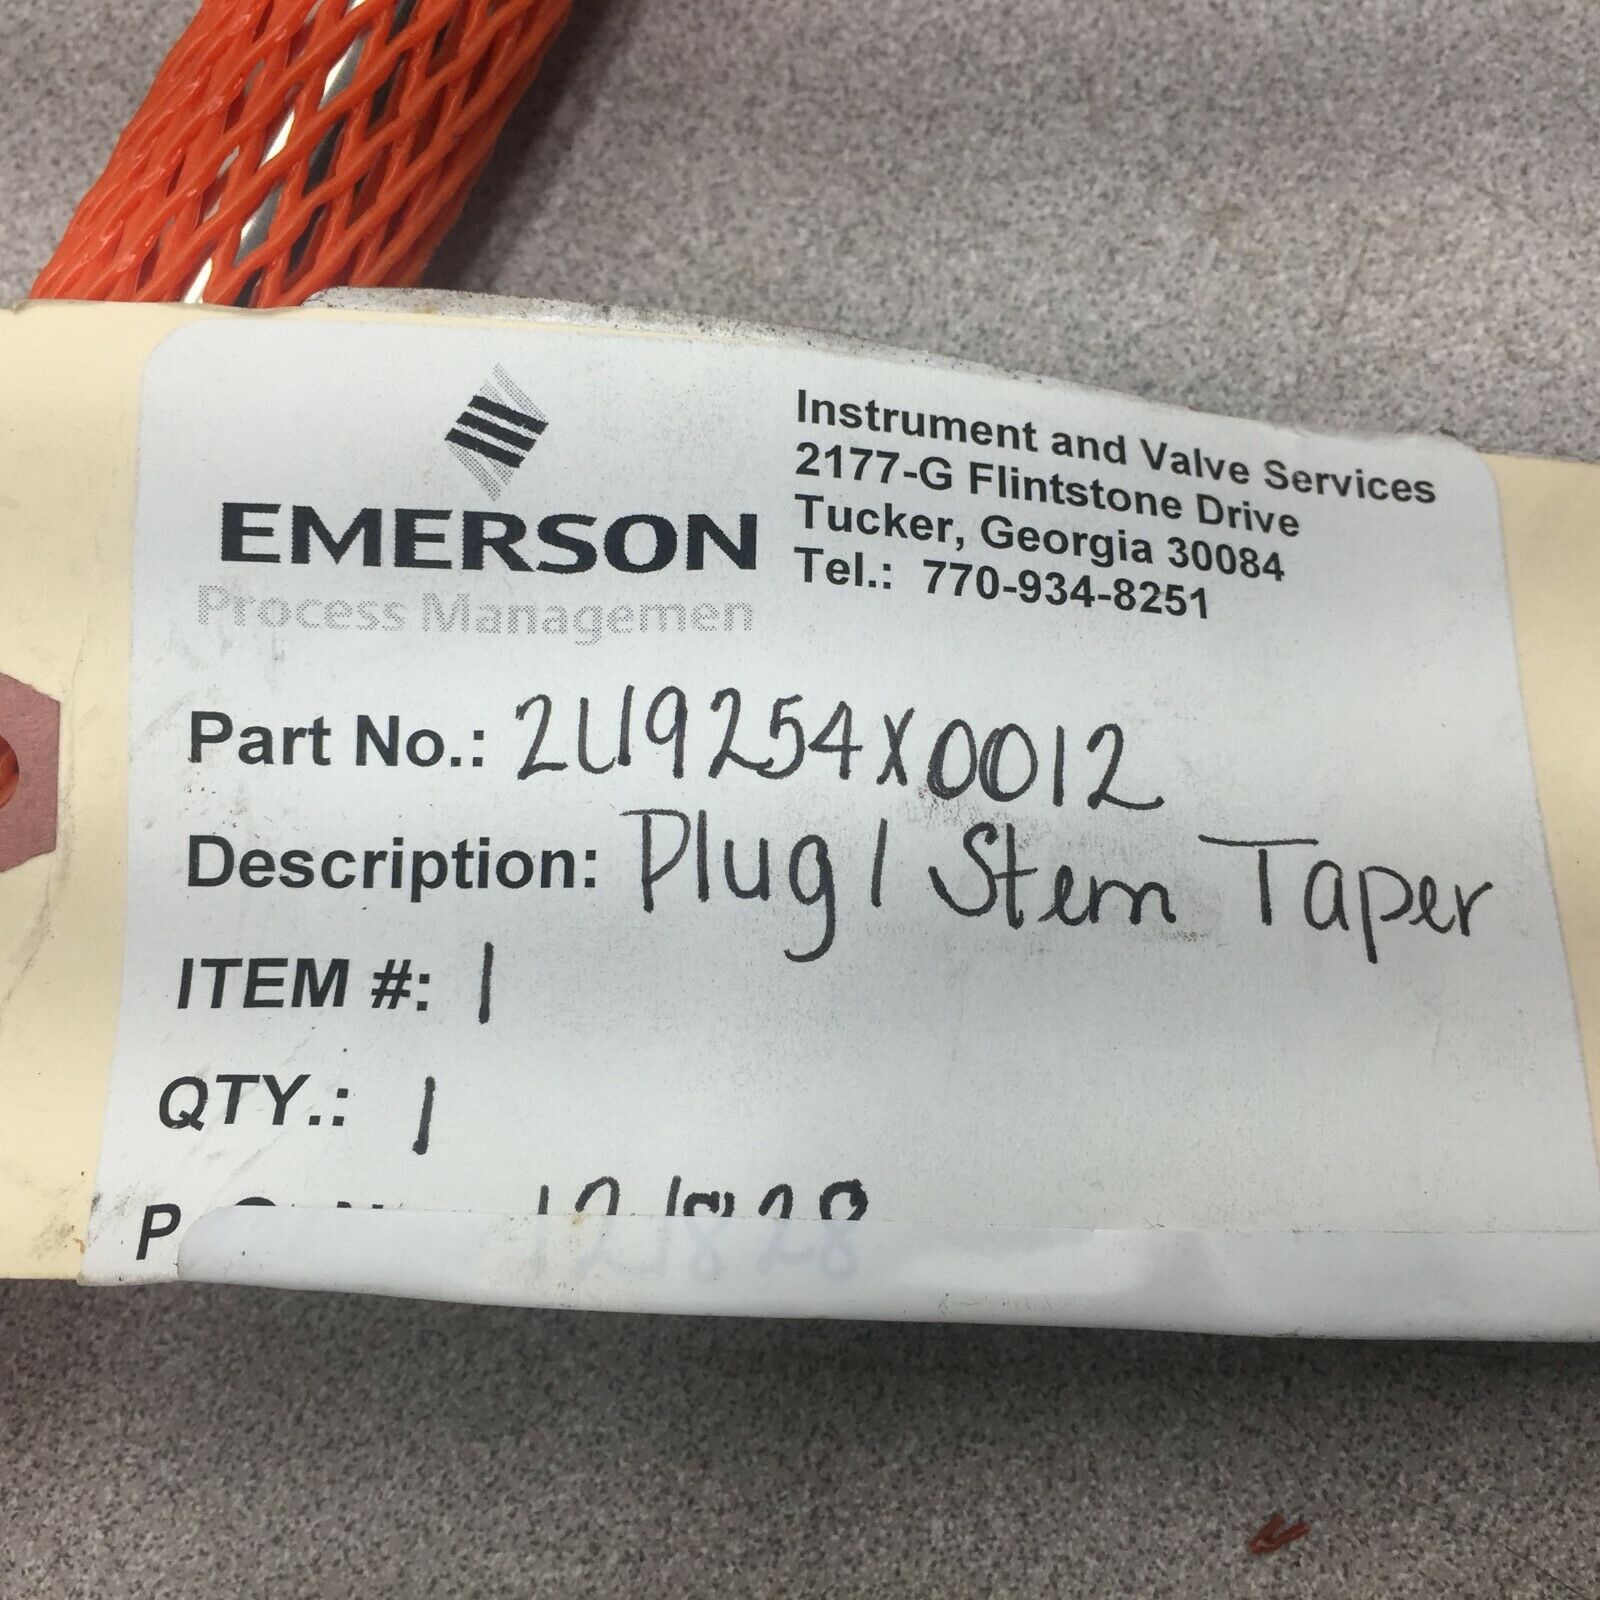 EMERSON
Process Managemen
Instrument and Valve Services
2177-G Flintstone Drive
Tucker, Georgia 30084
Tel.: 770-934-8251
Part No.: 2U9254X0012
Description: Plug / Stem Taper
ITEM #: 1
QTY.: 1
P.O. N 121828